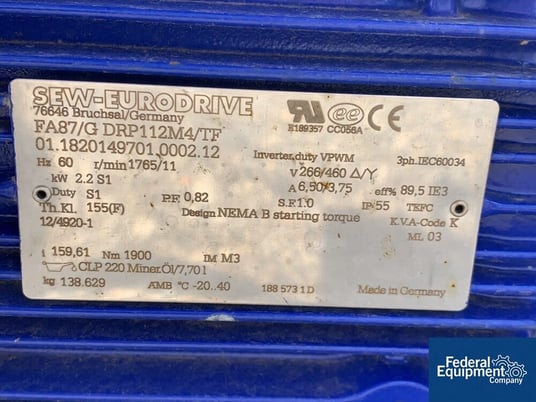 SEW-EURODRIVE
76646 Bruchsal/Germany
FA87/G DRP112M4/TF
01.1820149701.0002.12
E189357 CC056A
Inverter duty VPWM
3ph.IEC60034
Hz 60 r/min 1765/11
V 266/460 Δ/Y
kW 2.2 S1
A 6,50/3,75 eff% 89,5 IE3
Duty S1 P.F. 0,82
S.F.1.0 IP 55 TEFC
Th.Kl. 155(F)
Design NEMA B starting torque
K.V.A-Code K
12/4920-1
ML 03
i 159,61 Nm 1900 IM M3
CLP 220 Miner.Öl/7,70 l
kg 138.629 AMB °C -20..40 188 573 1 D Made in Germany
Federal Equipment
Company